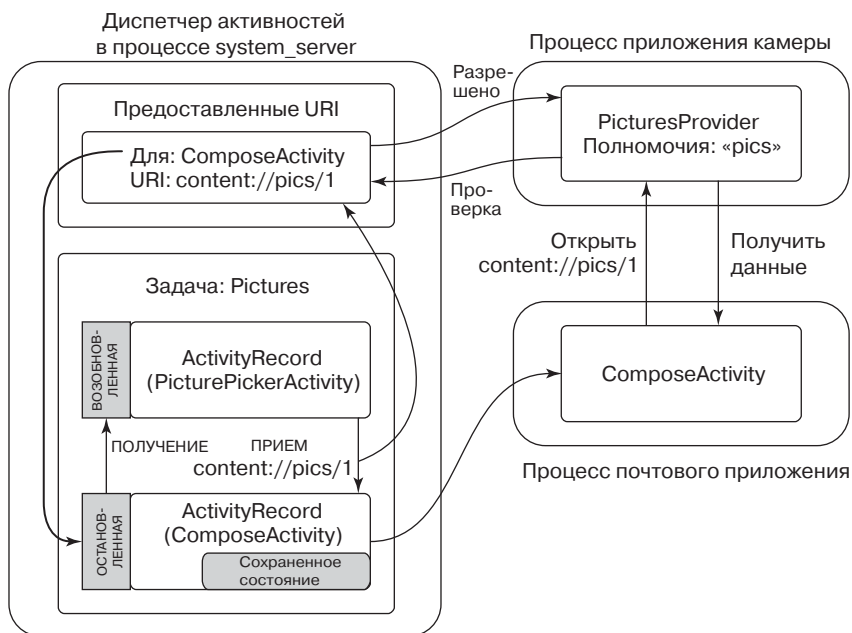 Диспетчер активностей
в процессе system_server
Предоставленные URI
Для: ComposeActivity
URI: content://pics/1
Задача: Pictures
ВОЗОБНОВ-
ЛЕННАЯ
ActivityRecord
(PicturePickerActivity)
ПОЛУЧЕНИЕ
ПРИЕМ
content://pics/1
ОСТАНОВ-
ЛЕННАЯ
ActivityRecord
(ComposeActivity)
Сохраненное
состояние
Разре-
шено
Про-
верка
Процесс приложения камеры
PicturesProvider
Полномочия: «pics»
Открыть
content://pics/1
Получить
данные
ComposeActivity
Процесс почтового приложения